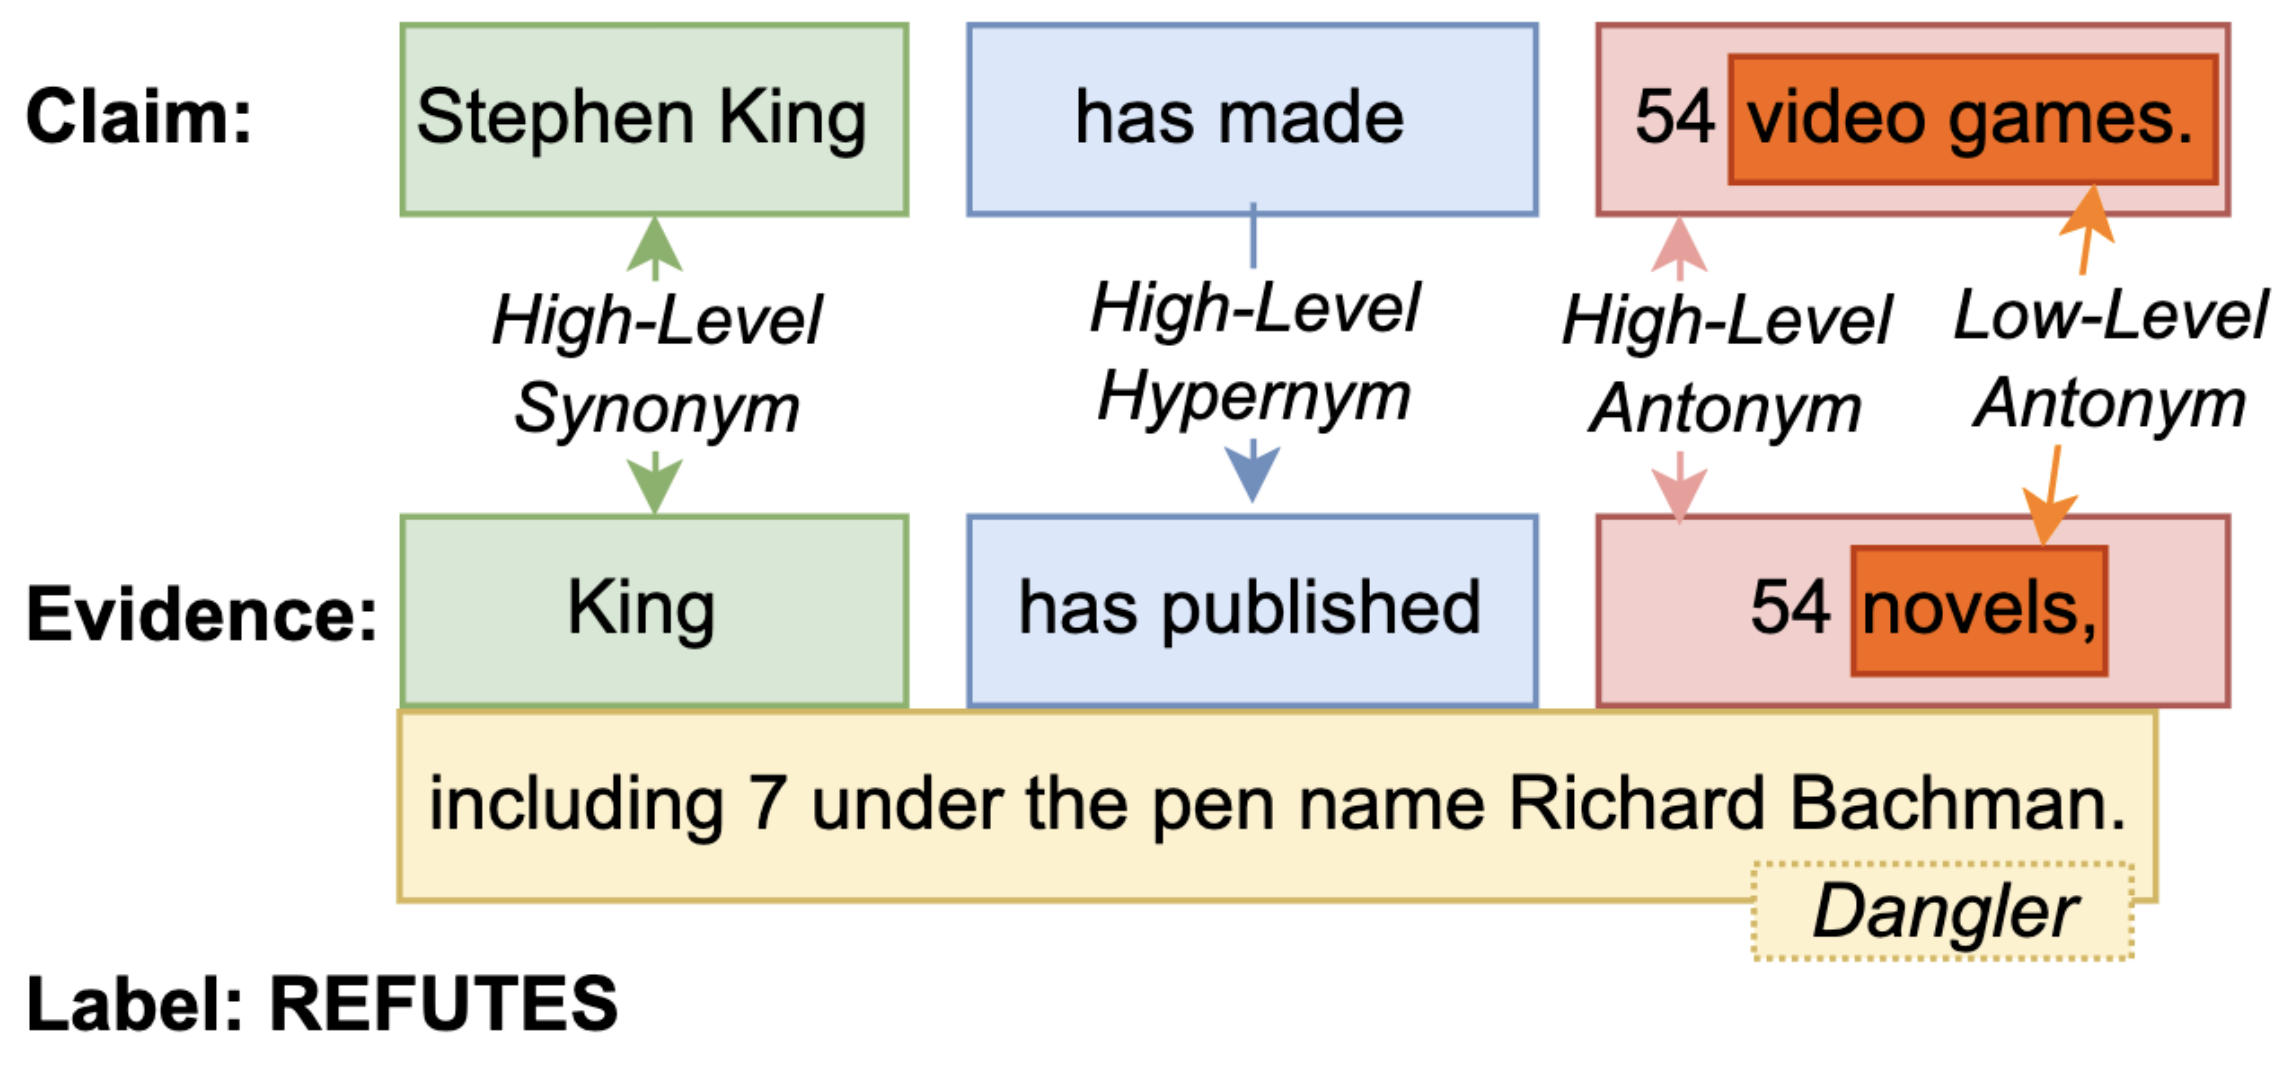 Claim: Stephen King has made 54 video games.
High-Level Synonym
High-Level Hypernym
High-Level Antonym
Low-Level Antonym
Evidence: King has published 54 novels,
including 7 under the pen name Richard Bachman.
Dangler
Label: REFUTES